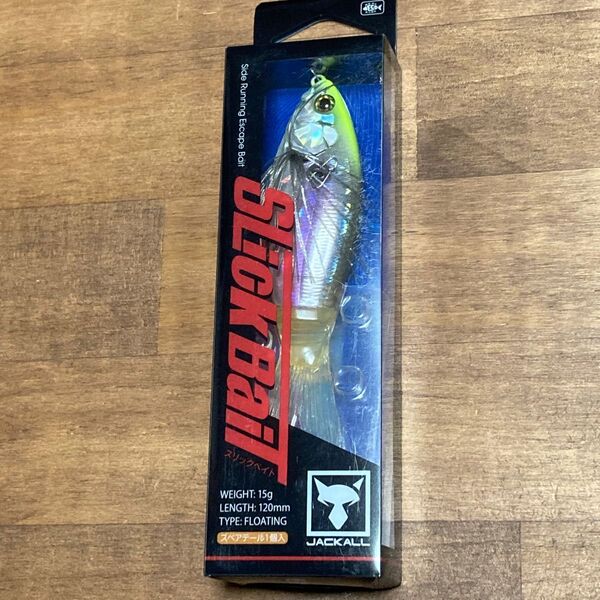 Side Running Escape Bait
SLickBait
スリックベイト
WEIGHT: 15g
LENGTH: 120mm
TYPE: FLOATING
スペアテール1個入
JACKALL